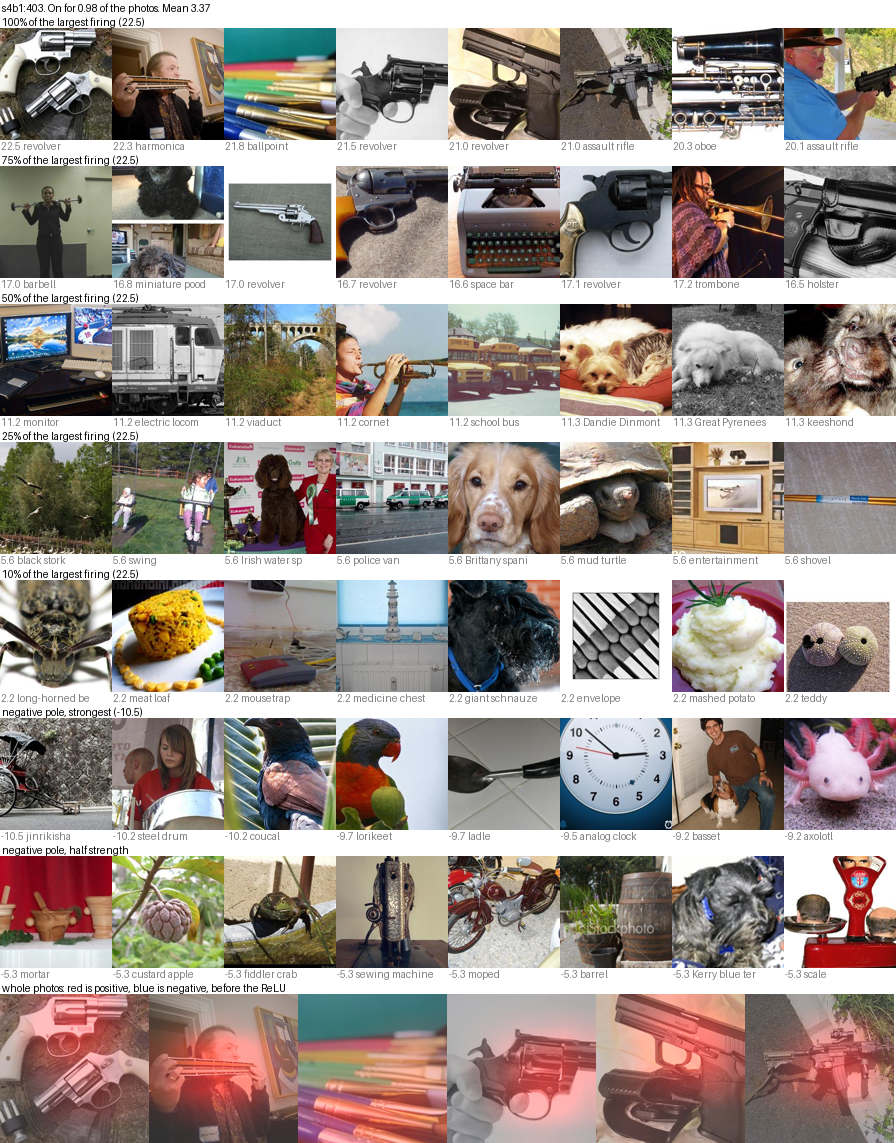 s4b1:403. On for 0.98 of the photos. Mean 3.37
100% of the largest firing (22.5)
22.5 revolver
22.3 harmonica
21.8 ballpoint
21.5 revolver
21.0 revolver
21.0 assault rifle
20.3 oboe
20.1 assault rifle
75% of the largest firing (22.5)
17.0 barbell
16.8 miniature pood
17.0 revolver
16.7 revolver
16.6 space bar
17.1 revolver
17.2 trombone
16.5 holster
50% of the largest firing (22.5)
11.2 monitor
11.2 electric locom
11.2 viaduct
11.2 cornet
11.2 school bus
11.3 Dandie Dinmont
11.3 Great Pyrenees
11.3 keeshond
25% of the largest firing (22.5)
5.6 black stork
5.6 swing
5.6 Irish water sp
5.6 police van
5.6 Brittany spani
5.6 mud turtle
5.6 entertainment
5.6 shovel
10% of the largest firing (22.5)
2.2 long-horned be
2.2 meat loaf
2.2 mousetrap
2.2 medicine chest
2.2 giant schnauze
2.2 envelope
2.2 mashed potato
2.2 teddy
negative pole, strongest (-10.5)
10 12 1 2 3 4 5 6 7 8 9
-10.5 jinrikisha
-10.2 steel drum
-10.2 coucal
-9.7 lorikeet
-9.7 ladle
-9.5 analog clock
-9.2 basset
-9.2 axolotl
negative pole, half strength
iStockphoto
-5.3 mortar
-5.3 custard apple
-5.3 fiddler crab
-5.3 sewing machine
-5.3 moped
-5.3 barrel
-5.3 Kerry blue ter
-5.3 scale
whole photos: red is positive, blue is negative, before the ReLU